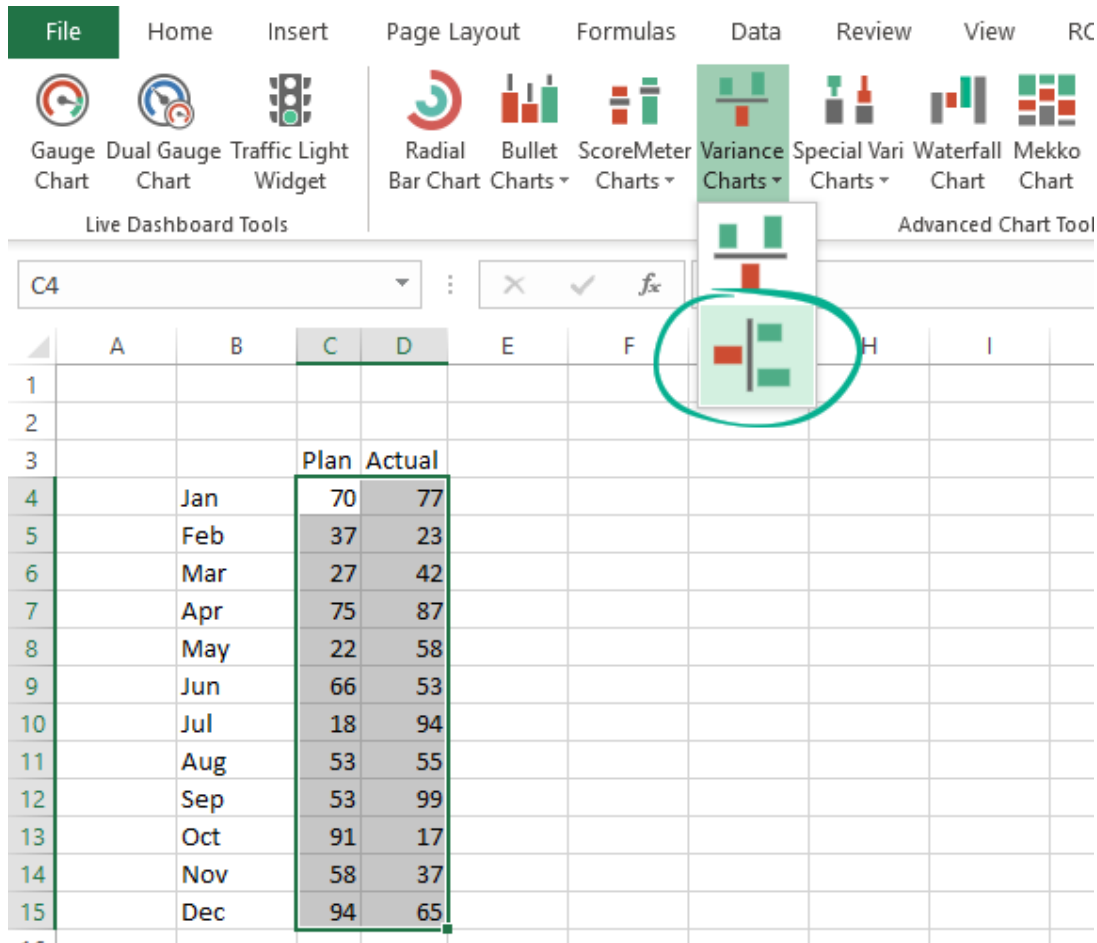 File Home Insert Page Layout Formulas Data Review View RC
Gauge Dual Gauge Traffic Light Radial Bullet ScoreMeter Variance Special Vari Waterfall Mekko
Chart Chart Widget Bar Chart Charts Charts Charts Charts Chart Chart
Live Dashboard Tools Advanced Chart Tool
C4 fx
A B C D E F H I
1
2
3 Plan Actual
4 Jan 70 77
5 Feb 37 23
6 Mar 27 42
7 Apr 75 87
8 May 22 58
9 Jun 66 53
10 Jul 18 94
11 Aug 53 55
12 Sep 53 99
13 Oct 91 17
14 Nov 58 37
15 Dec 94 65